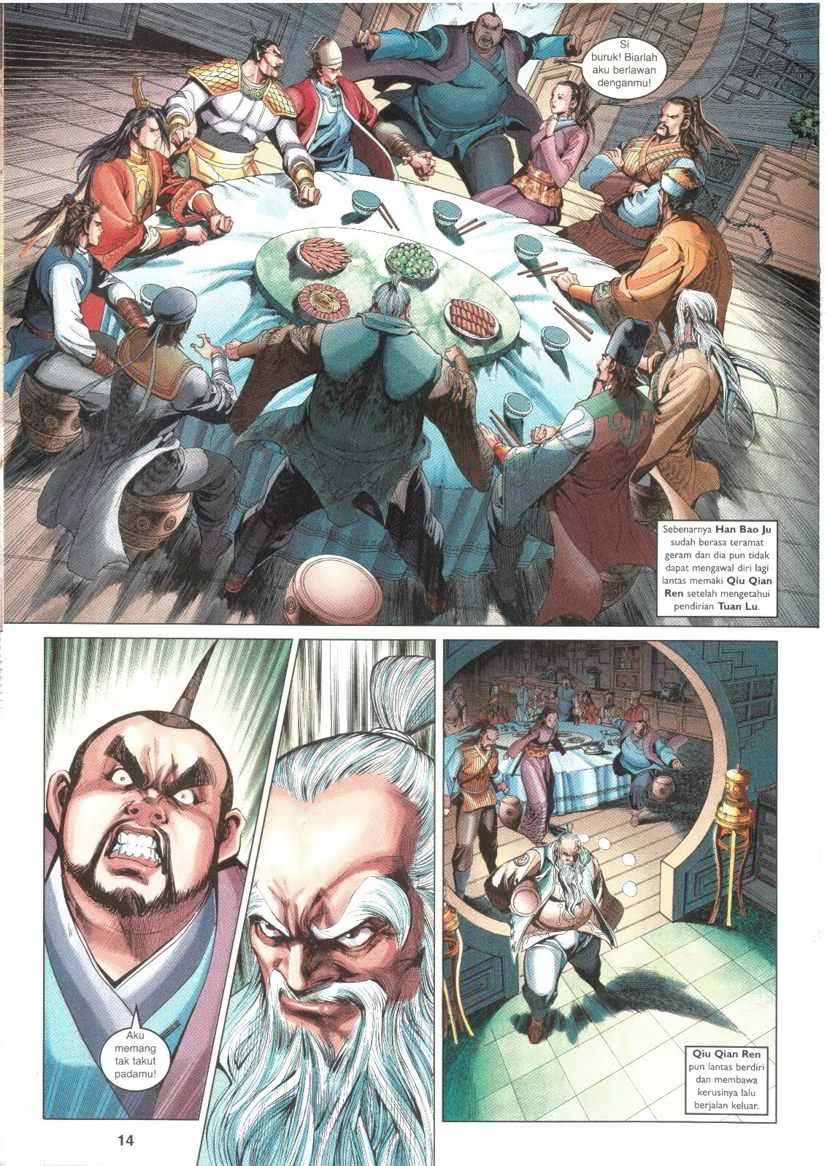 Si
buruk! Biarlah
aku berlawan
denganmu!
Sebenarnya Han Bao Ju
sudah berasa teramat
geram dan dia pun tidak
dapat mengawal diri lagi
lantas memaki Qiu Qian
Ren setelah mengetahui
pendirian Tuan Lu.
Aku
memang
tak takut
padamu!
Qiu Qian Ren
pun lantas berdiri
dan membawa
kerusinya lalu
berjalan keluar.
14